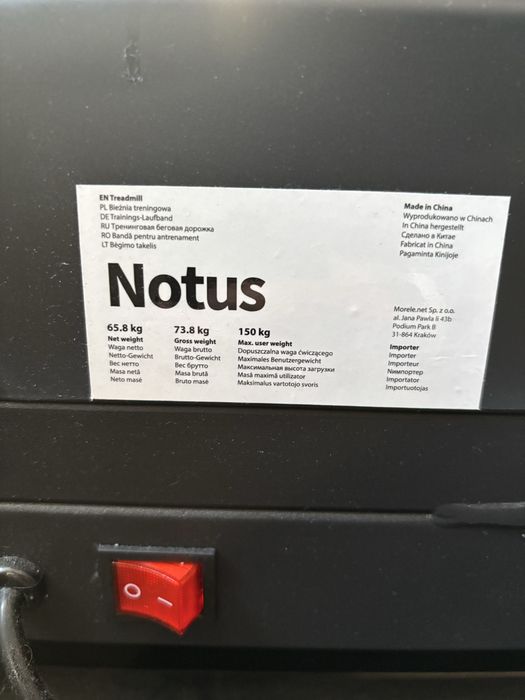 EN Treadmill
PL Bieżnia treningowa
DE Trainings-Laufband
RU Тренинговая беговая дорожка
RO Bandă pentru antrenament
LT Bėgimo takelis
Made in China
Wyprodukowano w Chinach
In China hergestellt
Сделано в Китае
Fabricat in China
Pagaminta Kinijoje
Notus
65.8 kg
Net weight
Waga netto
Netto-Gewicht
Вес нетто
Masa netă
Neto masė
73.8 kg
Gross weight
Waga brutto
Brutto-Gewicht
Вес брутто
Masa brută
Bruto masė
150 kg
Max. user weight
Dopuszczalna waga ćwiczącego
Maximales Benutzergewicht
Максимальная высота загрузки
Masă maximă utilizator
Maksimalus vartotojo svoris
Morele.net Sp. z o.o.
al. Jana Pawła Ii 43b
Podium Park B
31-864 Kraków
Importer
Importer
Importeur
Nимпортер
Importator
Importuotojas
O –